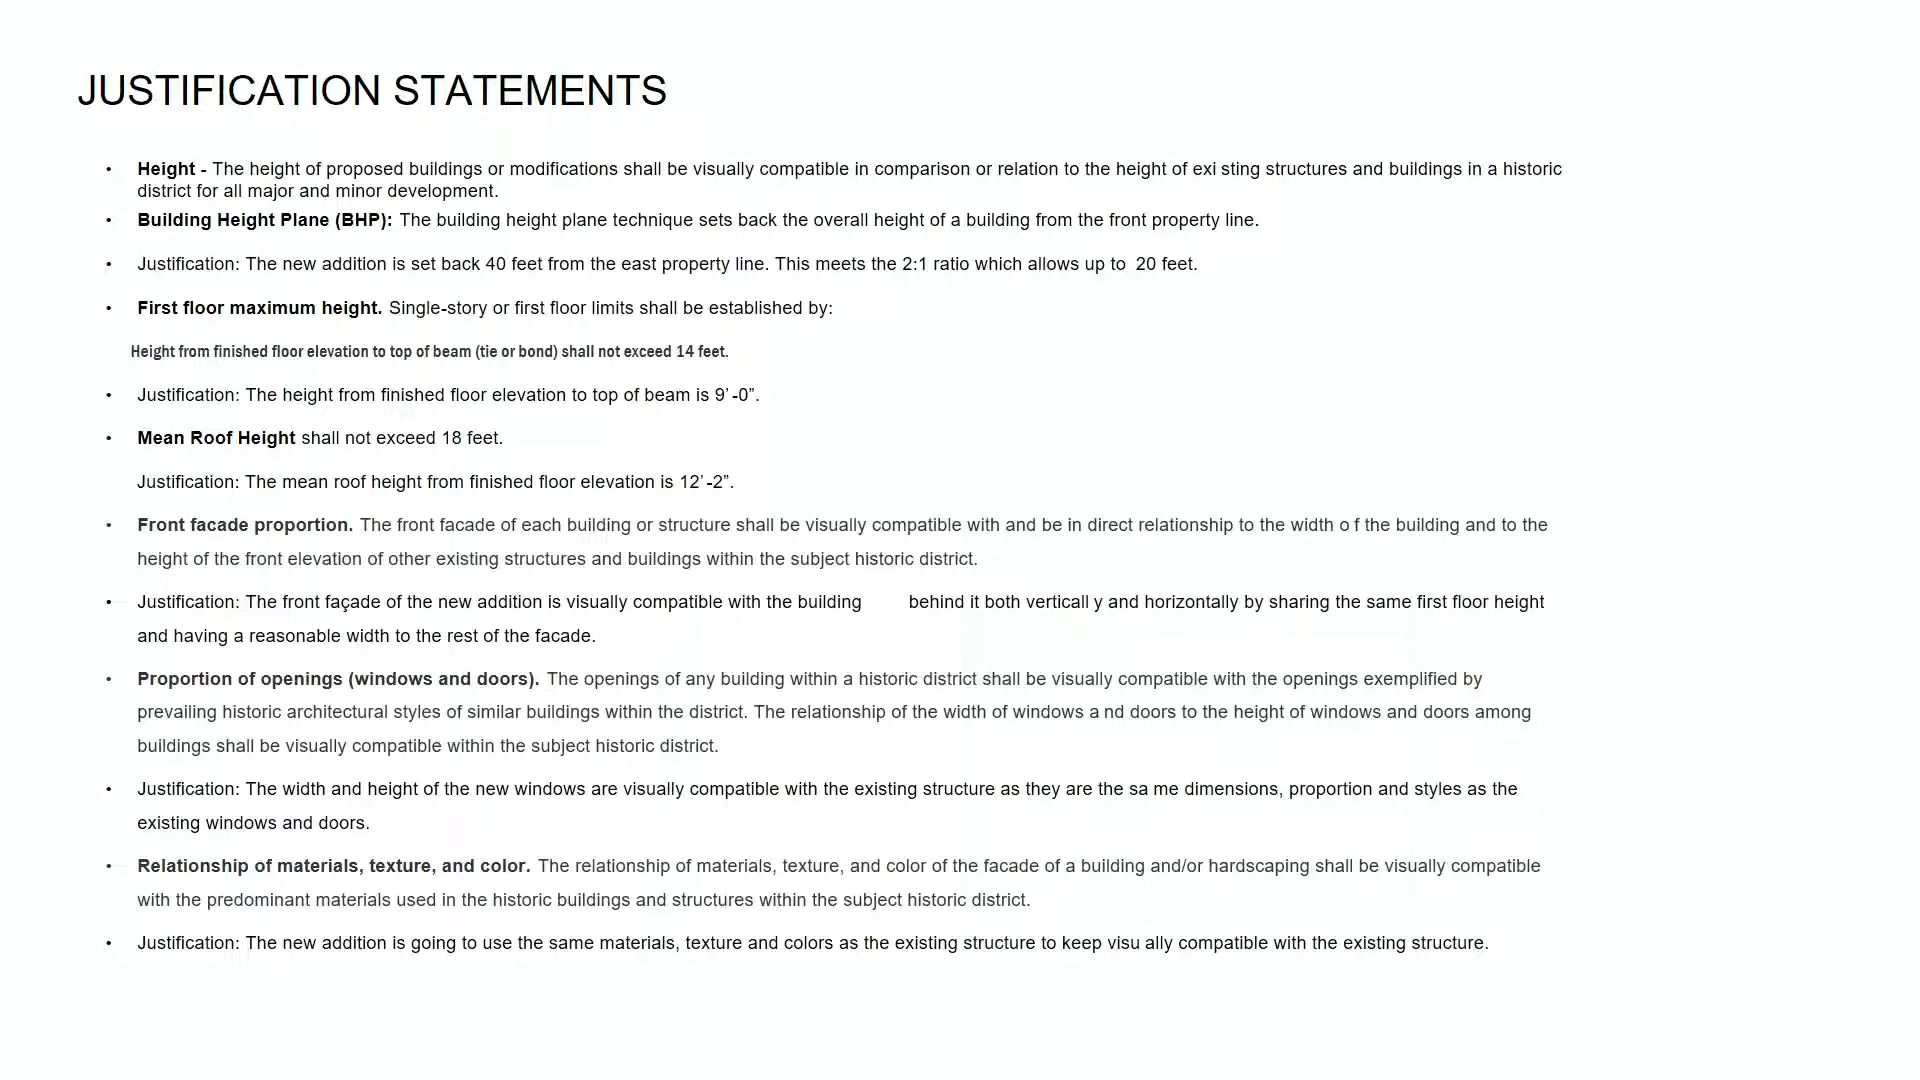 JUSTIFICATION STATEMENTS
• Height - The height of proposed buildings or modifications shall be visually compatible in comparison or relation to the height of exi sting structures and buildings in a historic
district for all major and minor development.
• Building Height Plane (BHP): The building height plane technique sets back the overall height of a building from the front property line.
• Justification: The new addition is set back 40 feet from the east property line. This meets the 2:1 ratio which allows up to 20 feet.
• First floor maximum height. Single-story or first floor limits shall be established by:
Height from finished floor elevation to top of beam (tie or bond) shall not exceed 14 feet.
• Justification: The height from finished floor elevation to top of beam is 9’-0”.
• Mean Roof Height shall not exceed 18 feet.
Justification: The mean roof height from finished floor elevation is 12’-2”.
• Front facade proportion. The front facade of each building or structure shall be visually compatible with and be in direct relationship to the width o f the building and to the
height of the front elevation of other existing structures and buildings within the subject historic district.
• Justification: The front façade of the new addition is visually compatible with the building behind it both verticall y and horizontally by sharing the same first floor height
and having a reasonable width to the rest of the facade.
• Proportion of openings (windows and doors). The openings of any building within a historic district shall be visually compatible with the openings exemplified by
prevailing historic architectural styles of similar buildings within the district. The relationship of the width of windows a nd doors to the height of windows and doors among
buildings shall be visually compatible within the subject historic district.
• Justification: The width and height of the new windows are visually compatible with the existing structure as they are the sa me dimensions, proportion and styles as the
existing windows and doors.
• Relationship of materials, texture, and color. The relationship of materials, texture, and color of the facade of a building and/or hardscaping shall be visually compatible
with the predominant materials used in the historic buildings and structures within the subject historic district.
• Justification: The new addition is going to use the same materials, texture and colors as the existing structure to keep visu ally compatible with the existing structure.